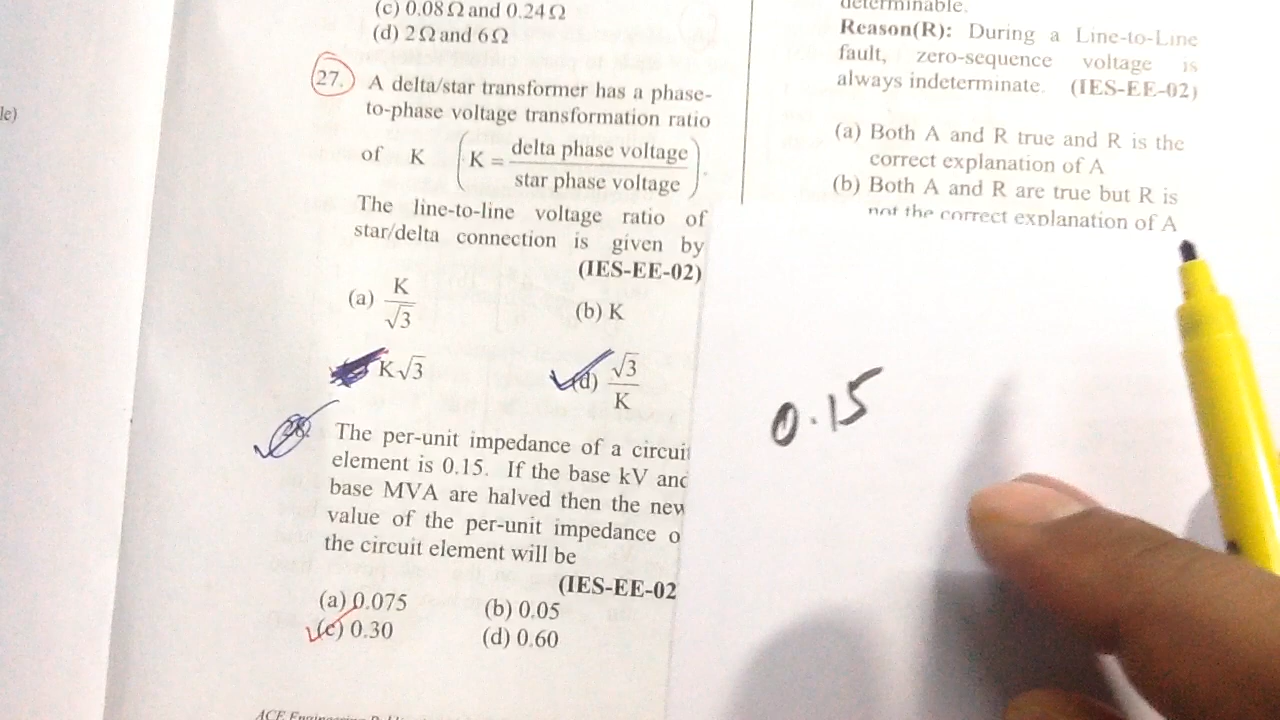 (c) 0.08 Ω and 0.24 Ω
(d) 2 Ω and 6 Ω
27. A delta/star transformer has a phase-
to-phase voltage transformation ratio
of K ( K = delta phase voltage / star phase voltage ).
The line-to-line voltage ratio of
star/delta connection is given by
(IES-EE-02)
(a) K/√3 (b) K
K√3 (d) √3/K
28. The per-unit impedance of a circuit
element is 0.15. If the base kV and
base MVA are halved then the new
value of the per-unit impedance o
the circuit element will be
(IES-EE-02
(a) 0.075 (b) 0.05
(c) 0.30 (d) 0.60
ACE
le)
determinable.
Reason(R): During a Line-to-Line
fault, zero-sequence voltage is
always indeterminate. (IES-EE-02)
(a) Both A and R true and R is the
correct explanation of A
(b) Both A and R are true but R is
not the correct explanation of A
0.15